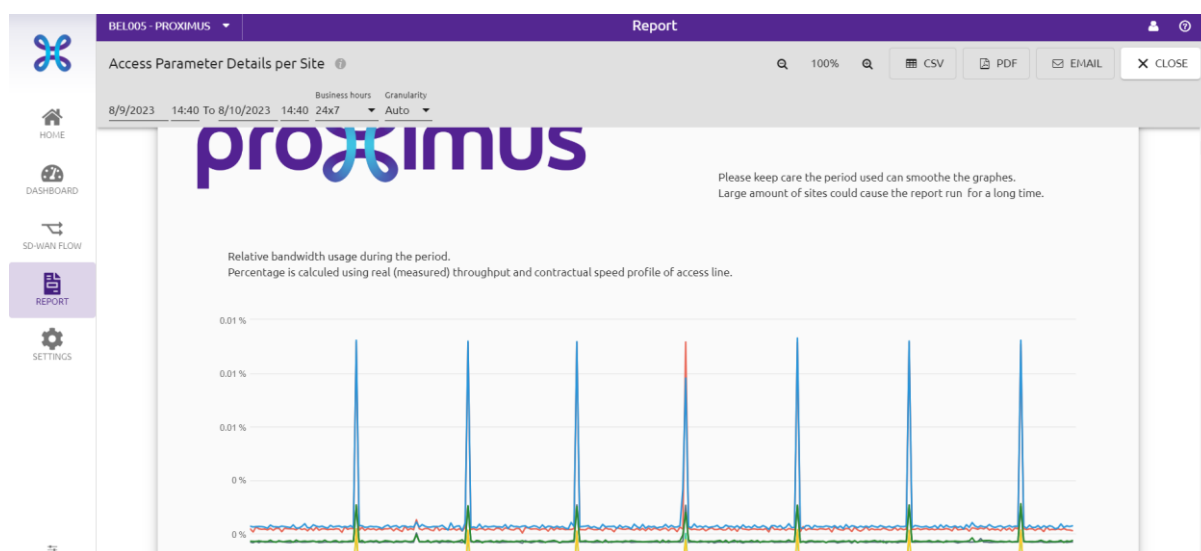 BEL005 - PROXIMUS
Report
Access Parameter Details per Site
100%
CSV
PDF
EMAIL
CLOSE
Business hours
Granularity
8/9/2023 14:40 To 8/10/2023 14:40 24x7 Auto
HOME
DASHBOARD
SD-WAN FLOW
REPORT
SETTINGS
proximus
Please keep care the period used can smoothe the graphes.
Large amount of sites could cause the report run for a long time.
Relative bandwidth usage during the period.
Percentage is calculed using real (measured) throughput and contractual speed profile of access line.
0.01 %
0.01 %
0.01 %
0 %
0 %